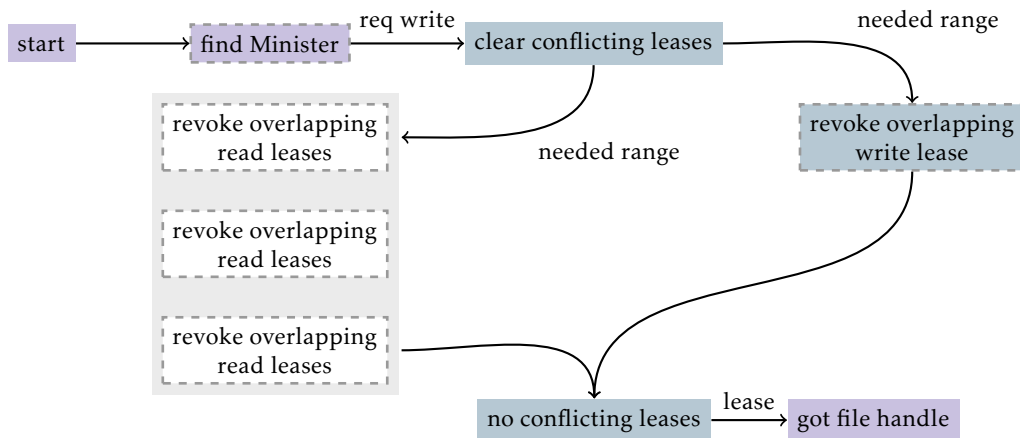 start
find Minister
req write
clear conflicting leases
needed range
revoke overlapping
read leases
needed range
revoke overlapping
write lease
revoke overlapping
read leases
revoke overlapping
read leases
no conflicting leases
lease
got file handle